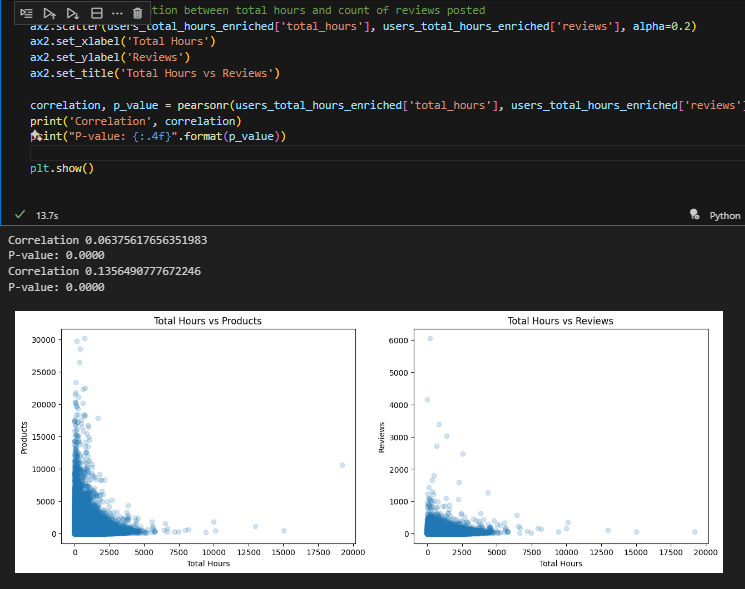 tion between total hours and count of reviews posted
ax2.scatter(users_total_hours_enriched['total_hours'], users_total_hours_enriched['reviews'], alpha=0.2)
ax2.set_xlabel('Total Hours')
ax2.set_ylabel('Reviews')
ax2.set_title('Total Hours vs Reviews')
correlation, p_value = pearsonr(users_total_hours_enriched['total_hours'], users_total_hours_enriched['reviews']
print('Correlation', correlation)
print("P-value: {:.4f}".format(p_value))
plt.show()
13.7s
Python
Correlation 0.06375617656351983
P-value: 0.0000
Correlation 0.1356490777672246
P-value: 0.0000
Total Hours vs Products
30000
25000
20000
15000
10000
5000
0
Products
0 2500 5000 7500 10000 12500 15000 17500 20000
Total Hours
Total Hours vs Reviews
6000
5000
4000
3000
2000
1000
0
Reviews
0 2500 5000 7500 10000 12500 15000 17500 20000
Total Hours